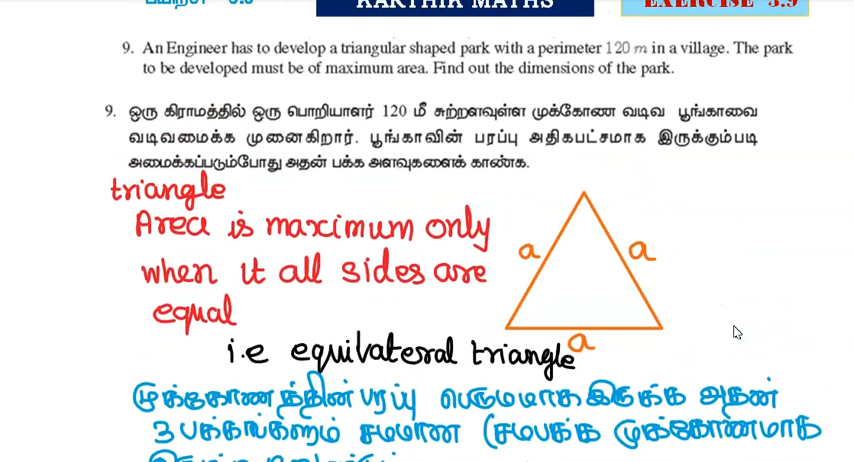 KARTHIK MATHS
EXERCISE 3.9
9. An Engineer has to develop a triangular shaped park with a perimeter 120 m in a village. The park
to be developed must be of maximum area. Find out the dimensions of the park.
9. ஒரு கிராமத்தில் ஒரு பொறியாளர் 120 மீ சுற்றளவுள்ள முக்கோண வடிவ பூங்காவை
வடிவமைக்க முனைகிறார். பூங்காவின் பரப்பு அதிகபட்சமாக இருக்கும்படி
அமைக்கப்படும்போது அதன் பக்க அளவுகளைக் காண்க.
triangle
Area is maximum only
when it all sides are
equal
a
a
a
i.e equilateral triangle
முக்கோணத்தின் பரப்பு பெருமமாக இருக்க அதன்
3 பக்கங்களும் சமமான (சமபக்க முக்கோணமாக